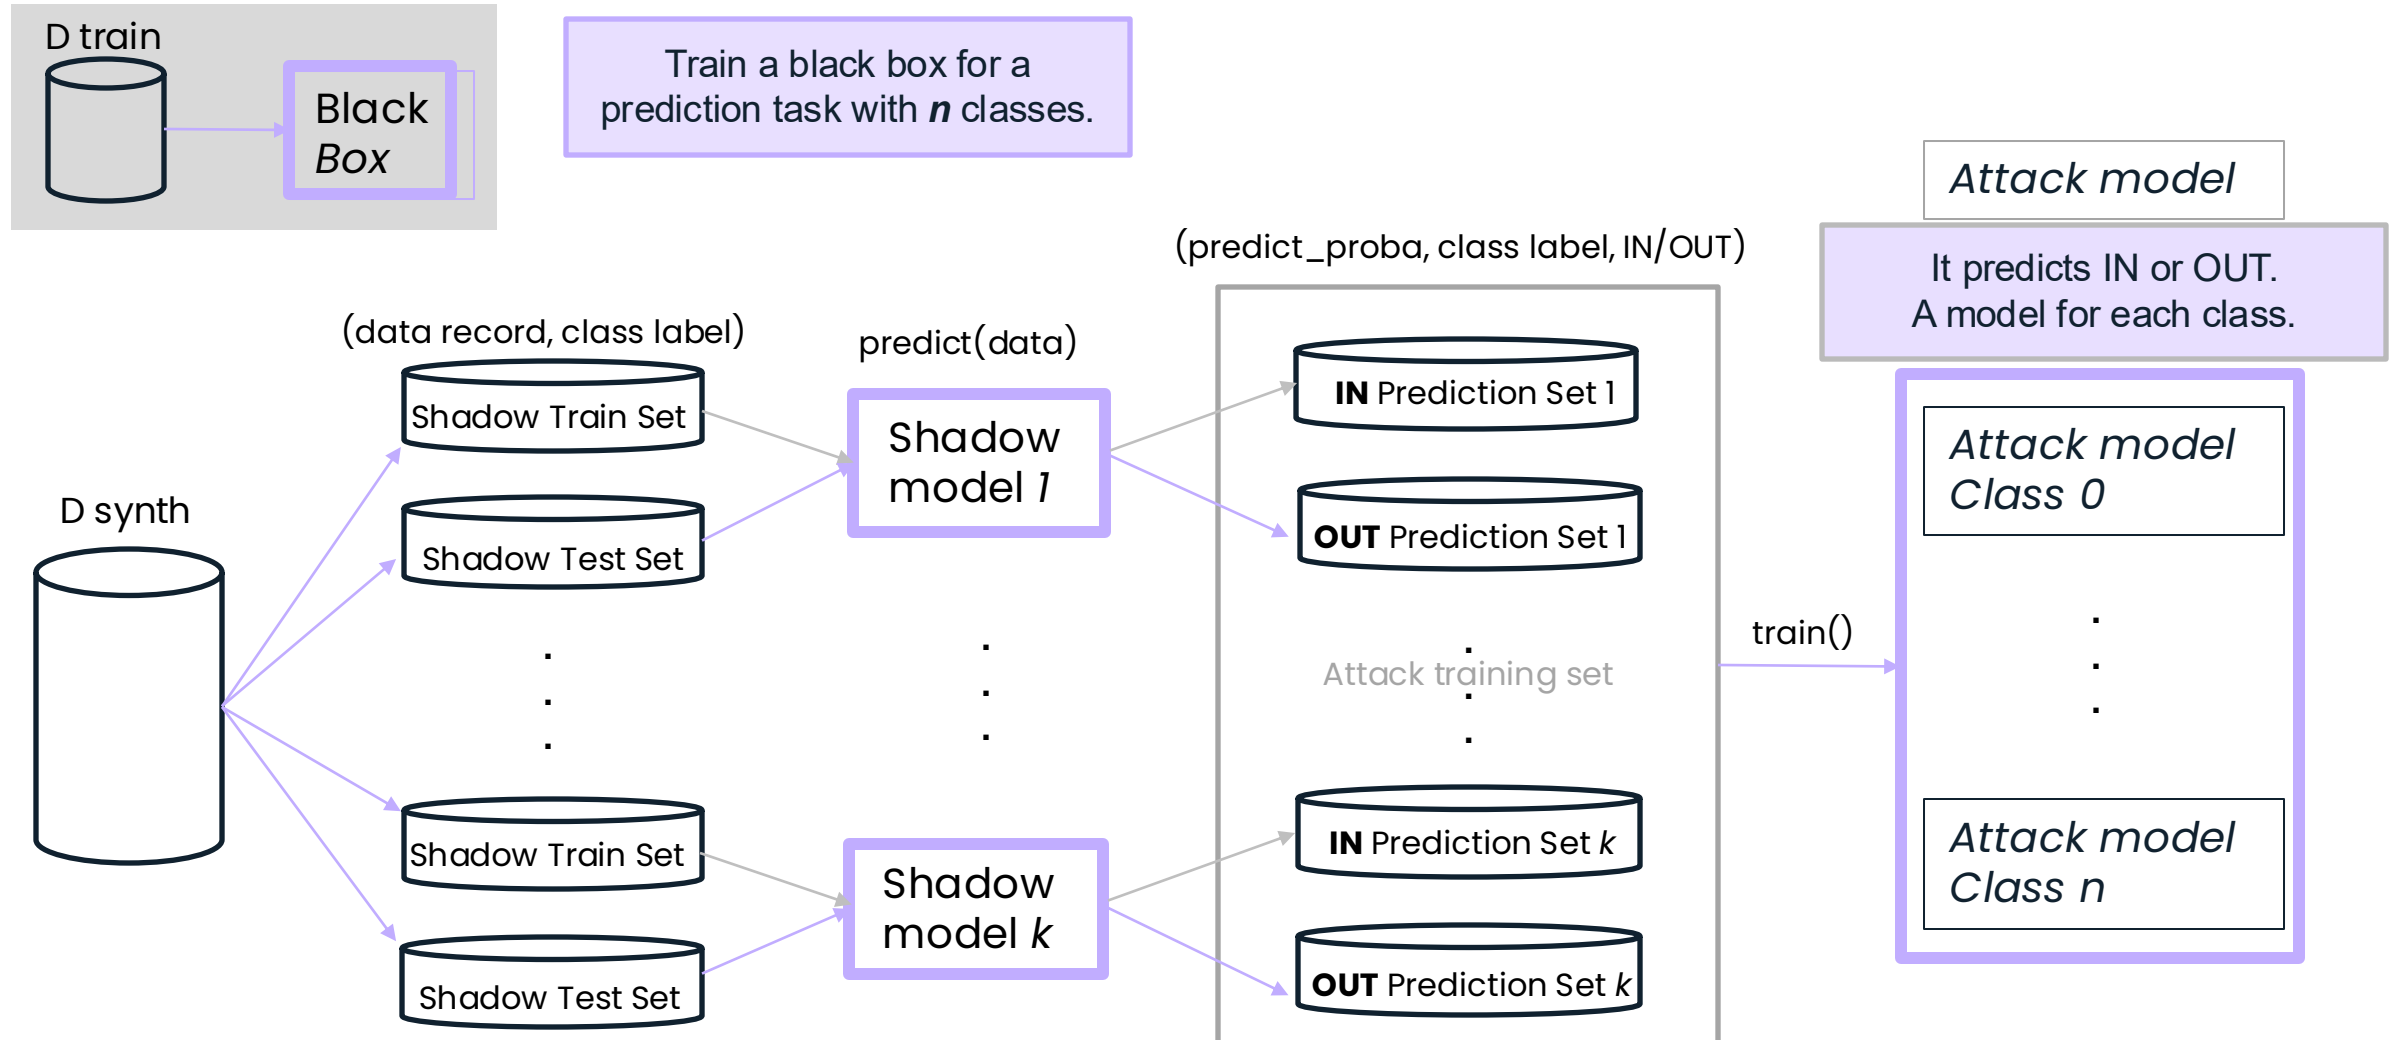 D train
Black
Box
Train a black box for a
prediction task with n classes.
Attack model
It predicts IN or OUT.
A model for each class.
(predict_proba, class label, IN/OUT)
(data record, class label)
predict(data)
D synth
Shadow Train Set
Shadow Test Set
.
.
.
Shadow Train Set
Shadow Test Set
Shadow
model 1
.
.
.
Shadow
model k
IN Prediction Set 1
OUT Prediction Set 1
.
Attack training set
.
.
IN Prediction Set k
OUT Prediction Set k
train()
Attack model
Class 0
.
.
.
Attack model
Class n